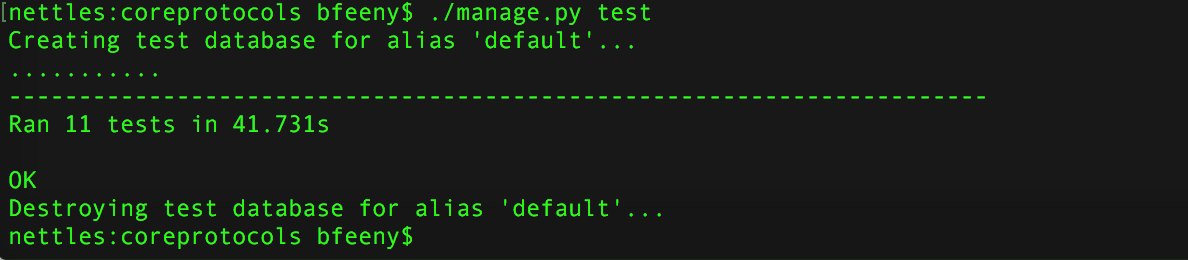 [nettles:coreprotocols bfeeny$ ./manage.py test
Creating test database for alias 'default'...
...........
----------------------------------------------------------------------
Ran 11 tests in 41.731s
OK
Destroying test database for alias 'default'...
nettles:coreprotocols bfeeny$